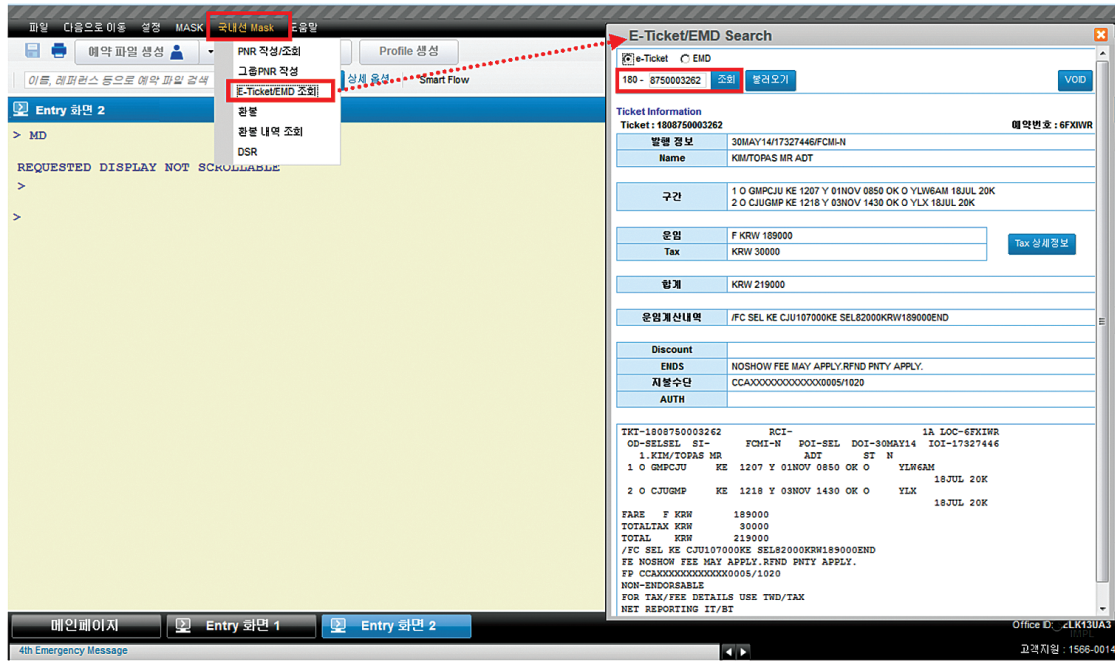 파일 다음으로 이동 설정 MASK 국내선 Mask 도움말
예약 파일 생성 Profile 생성
이름, 레퍼런스 등으로 예약 파일 검색 상세 옵션 Smart Flow
PNR 작성/조회
그룹PNR 작성
E-Ticket/EMD 조회
환불
환불 내역 조회
DSR
Entry 화면 2
> MD
REQUESTED DISPLAY NOT SCROLLABLE
>
>
E-Ticket/EMD Search
e-Ticket EMD
180 - 8750003262 조회 불러오기 VOID
Ticket Information
Ticket : 1808750003262 예약번호 : 6FXIWR
발행 정보 30MAY14/17327446/FCMI-N
Name KIM/TOPAS MR ADT
구간 1 O GMPCJU KE 1207 Y 01NOV 0850 OK O YLW6AM 18JUL 20K
2 O CJUGMP KE 1218 Y 03NOV 1430 OK O YLX 18JUL 20K
운임 F KRW 189000
Tax 상세정보
Tax KRW 30000
합계 KRW 219000
운임계산내역 /FC SEL KE CJU107000KE SEL82000KRW189000END
Discount
ENDS NOSHOW FEE MAY APPLY.RFND PNTY APPLY.
지불수단 CCAXXXXXXXXXXXX0005/1020
AUTH
TKT-1808750003262 RCI- 1A LOC-6FXIWR
OD-SELSEL SI- FCMI-N POI-SEL DOI-30MAY14 IOI-17327446
1.KIM/TOPAS MR ADT ST N
1 O GMPCJU KE 1207 Y 01NOV 0850 OK O YLW6AM
18JUL 20K
2 O CJUGMP KE 1218 Y 03NOV 1430 OK O YLX
18JUL 20K
FARE F KRW 189000
TOTALTAX KRW 30000
TOTAL KRW 219000
/FC SEL KE CJU107000KE SEL82000KRW189000END
FE NOSHOW FEE MAY APPLY.RFND PNTY APPLY.
FP CCAXXXXXXXXXXXX0005/1020
NON-ENDORSABLE
FOR TAX/FEE DETAILS USE TWD/TAX
NET REPORTING IT/BT
메인페이지 Entry 화면 1 Entry 화면 2
Office ID:
4th Emergency Message 고객지원 : 1566-0014